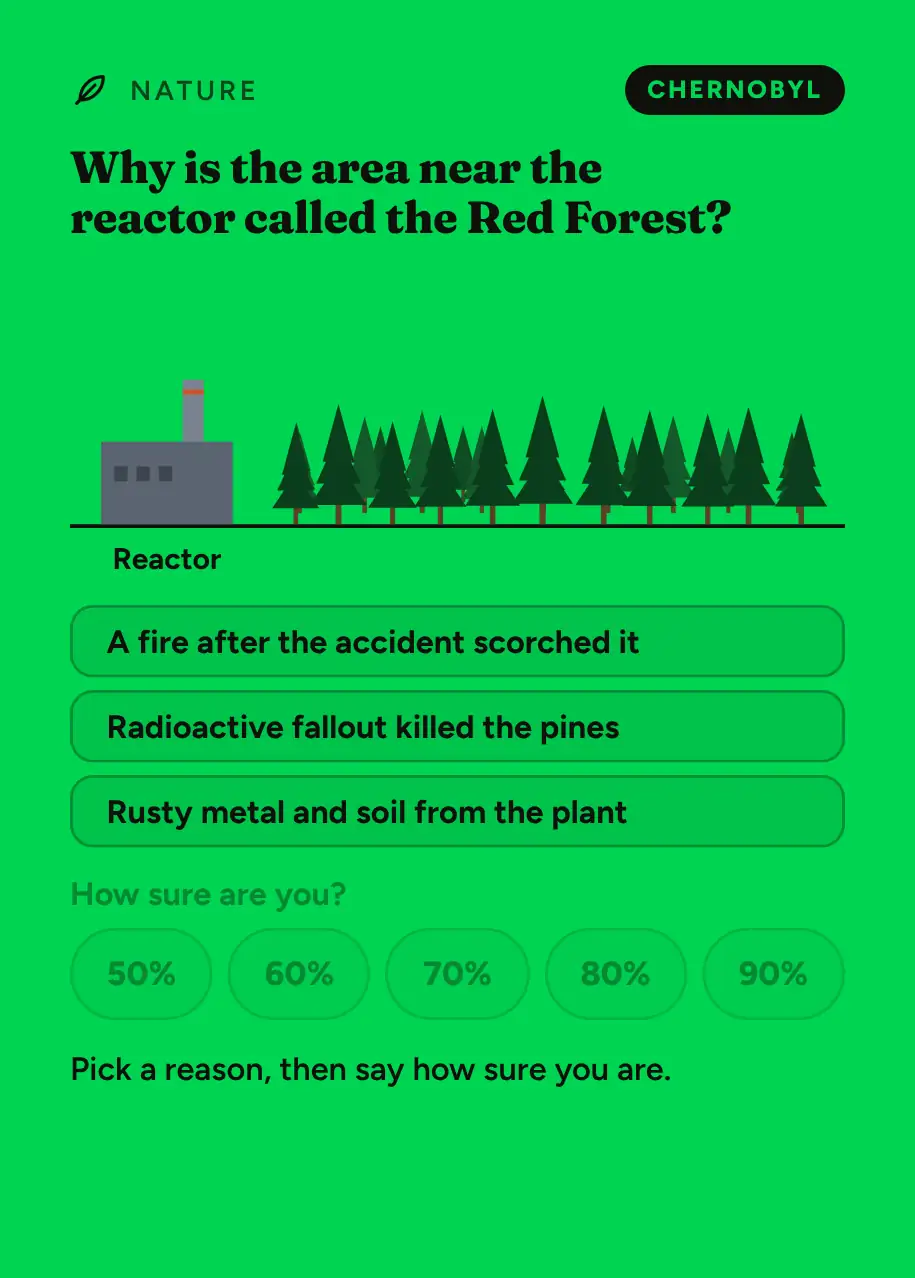 NATURE
CHERNOBYL
Why is the area near the
reactor called the Red Forest?
Reactor
A fire after the accident scorched it
Radioactive fallout killed the pines
Rusty metal and soil from the plant
How sure are you?
50%
60%
70%
80%
90%
Pick a reason, then say how sure you are.